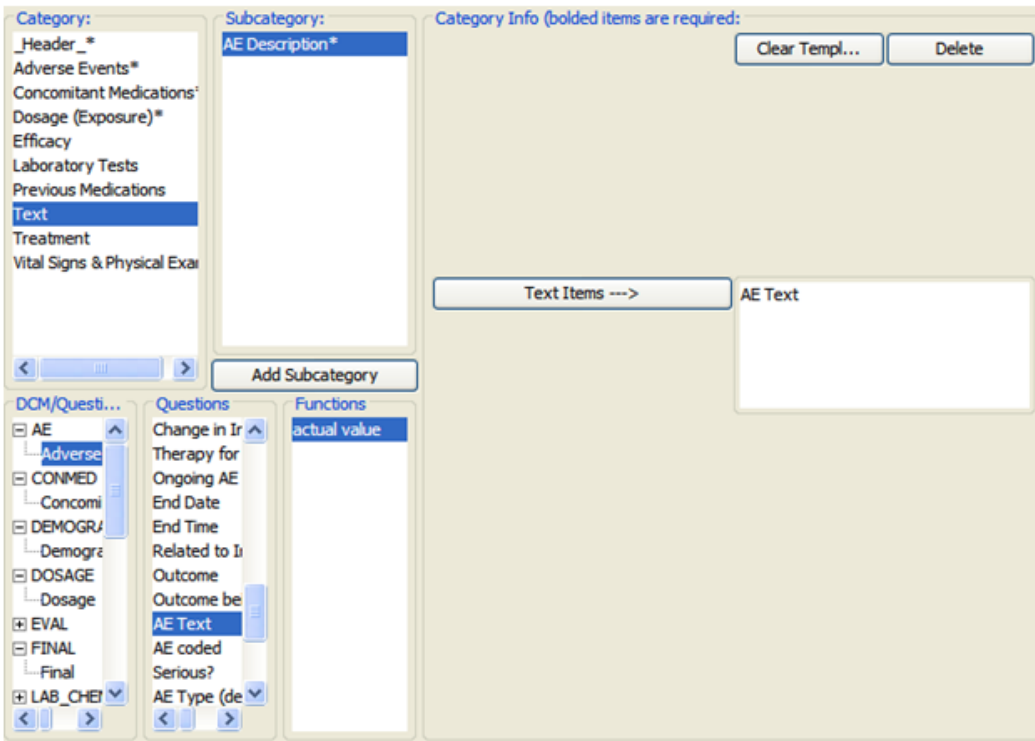 Category:
_Header_*
Adverse Events*
Concomitant Medications*
Dosage (Exposure)*
Efficacy
Laboratory Tests
Previous Medications
Text
Treatment
Vital Signs & Physical Exar
Subcategory:
AE Description*
Add Subcategory
Category Info (bolded items are required:
Clear Templ...
Delete
Text Items --->
AE Text
DCM/Questi...
AE
Adverse
CONMED
Concomi
DEMOGRA
Demogra
DOSAGE
Dosage
EVAL
FINAL
Final
LAB_CHEM
Questions
Change in Ir
Therapy for
Ongoing AE
End Date
End Time
Related to Ir
Outcome
Outcome be
AE Text
AE coded
Serious?
AE Type (de
Functions
actual value